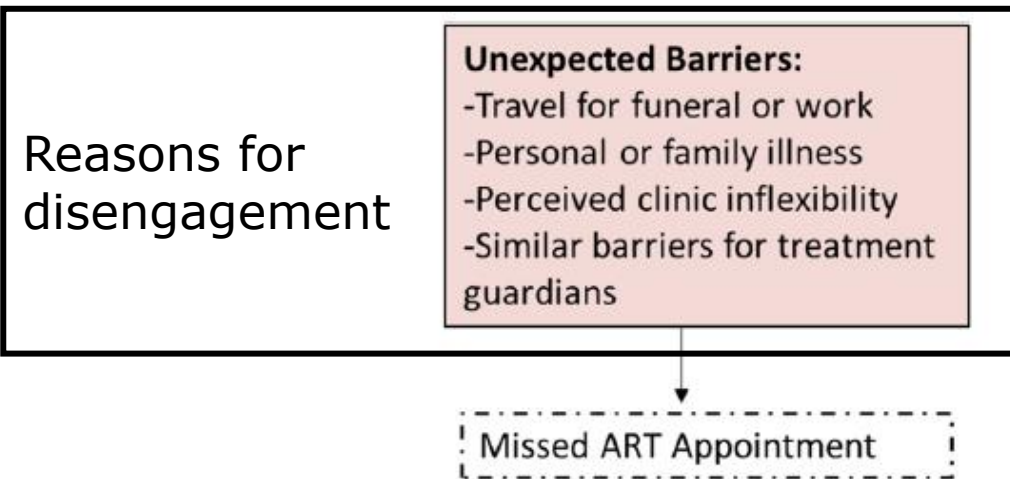 Reasons for
disengagement
Unexpected Barriers:
-Travel for funeral or work
-Personal or family illness
-Perceived clinic inflexibility
-Similar barriers for treatment
guardians
Missed ART Appointment